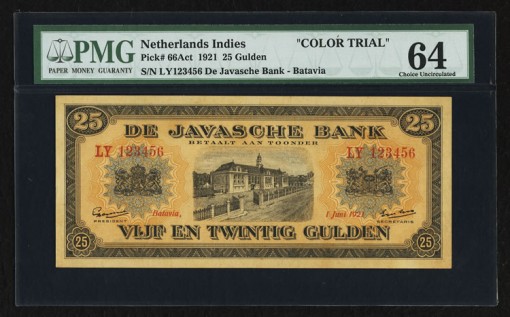 PMG
PAPER MONEY GUARANTY
Netherlands Indies "COLOR TRIAL"
Pick# 66Act 1921 25 Gulden
S/N LY123456 De Javasche Bank - Batavia
64
Choice Uncirculated
25 25
DE JAVASCHE BANK
BETAALT AAN TOONDER
LY 123456 LY 123456
Batavia, 1 Juni 1921
PRESIDENT SECRETARIS
25 VIJF EN TWINTIG GULDEN 25